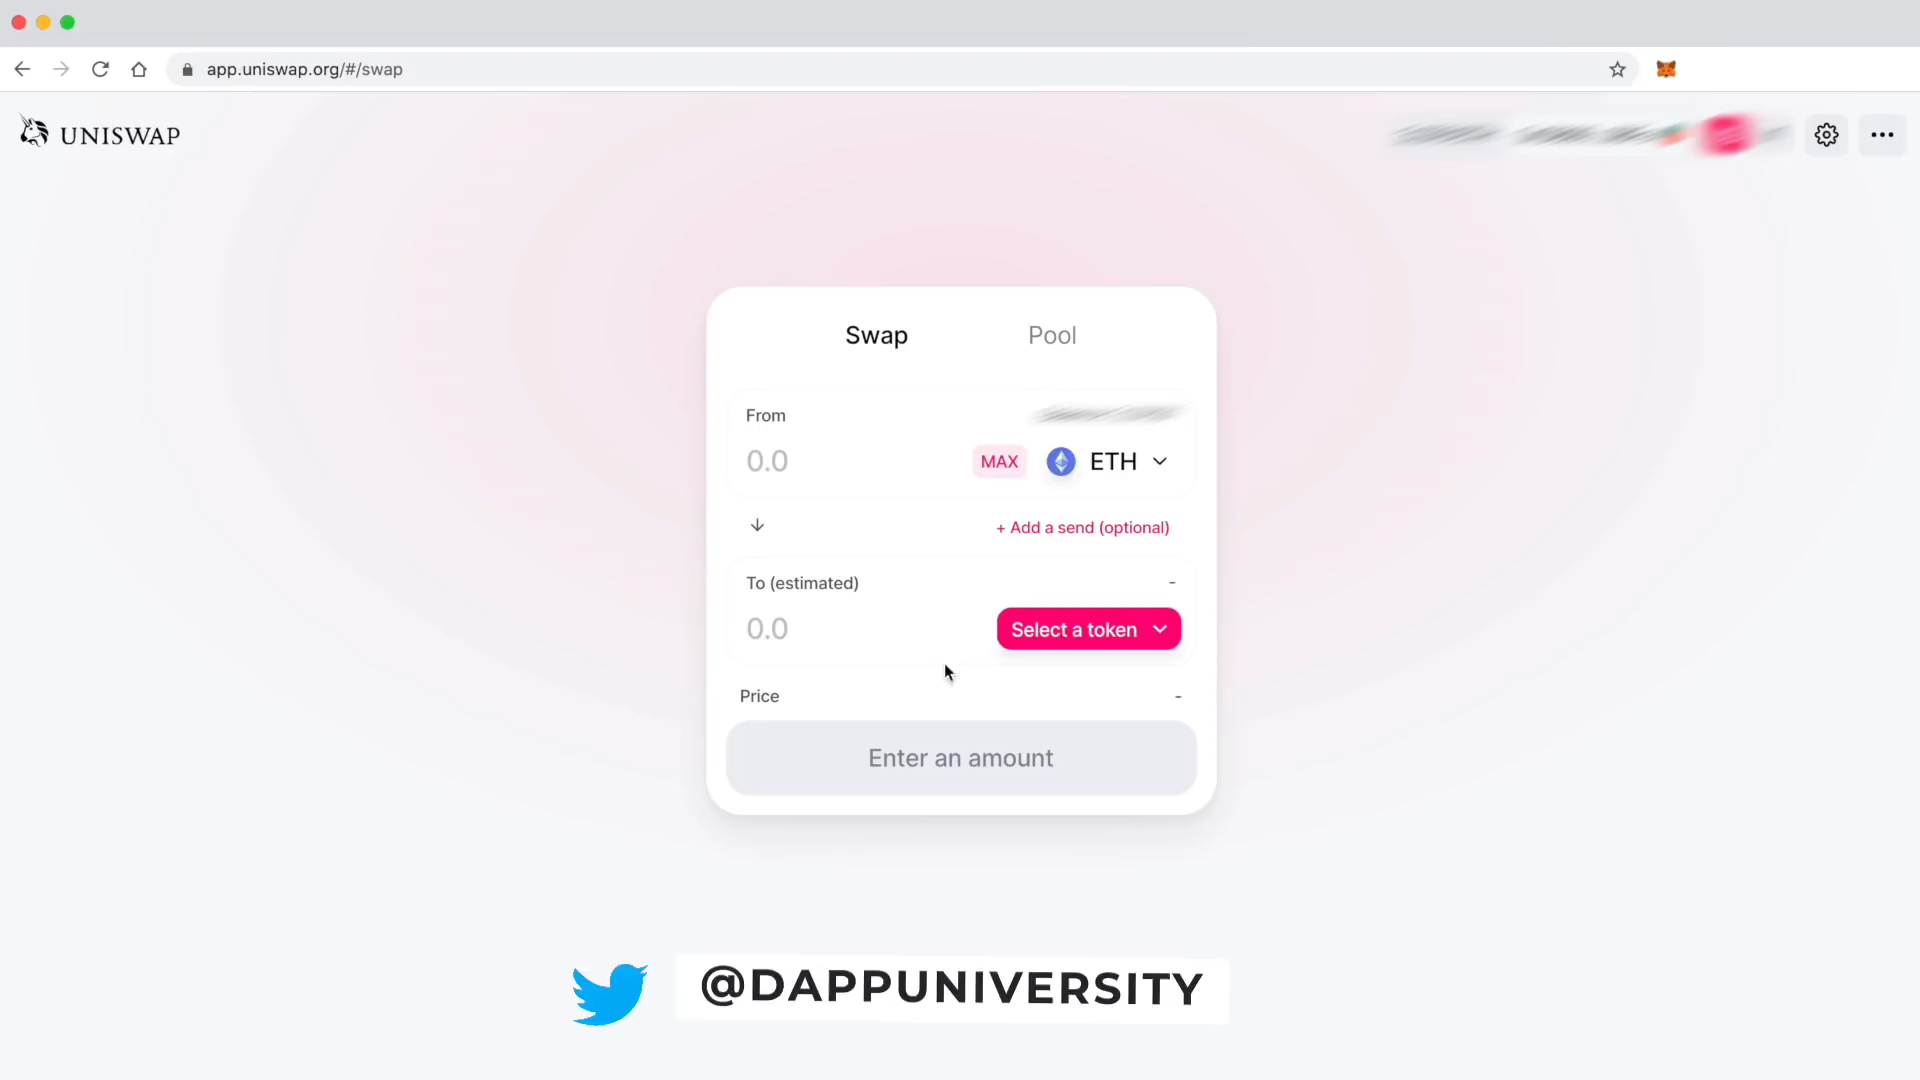 app.uniswap.org/#/swap
UNISWAP
Swap
Pool
From
0.0
MAX
ETH
+ Add a send (optional)
To (estimated)
-
0.0
Select a token
Price
-
Enter an amount
@DAPPUNIVERSITY